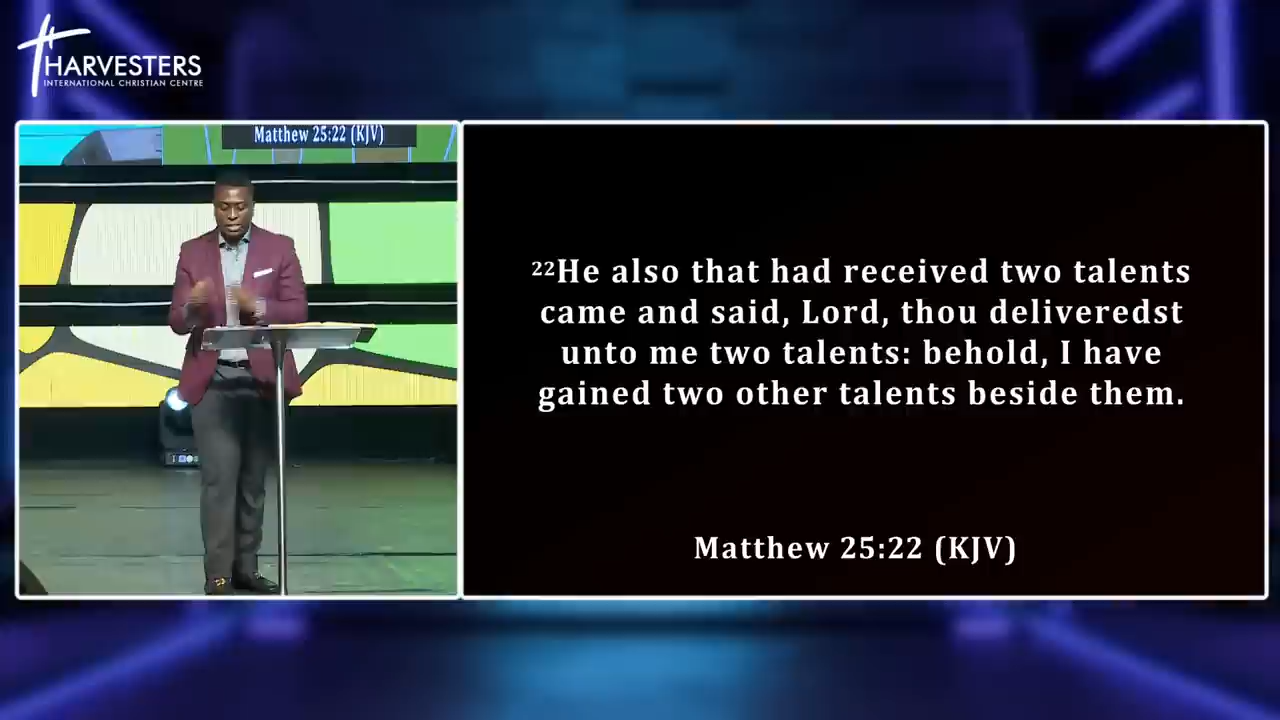 HARVESTERS
INTERNATIONAL CHRISTIAN CENTRE
Matthew 25:22 (KJV)
²²He also that had received two talents
came and said, Lord, thou deliveredst
unto me two talents: behold, I have
gained two other talents beside them.
Matthew 25:22 (KJV)